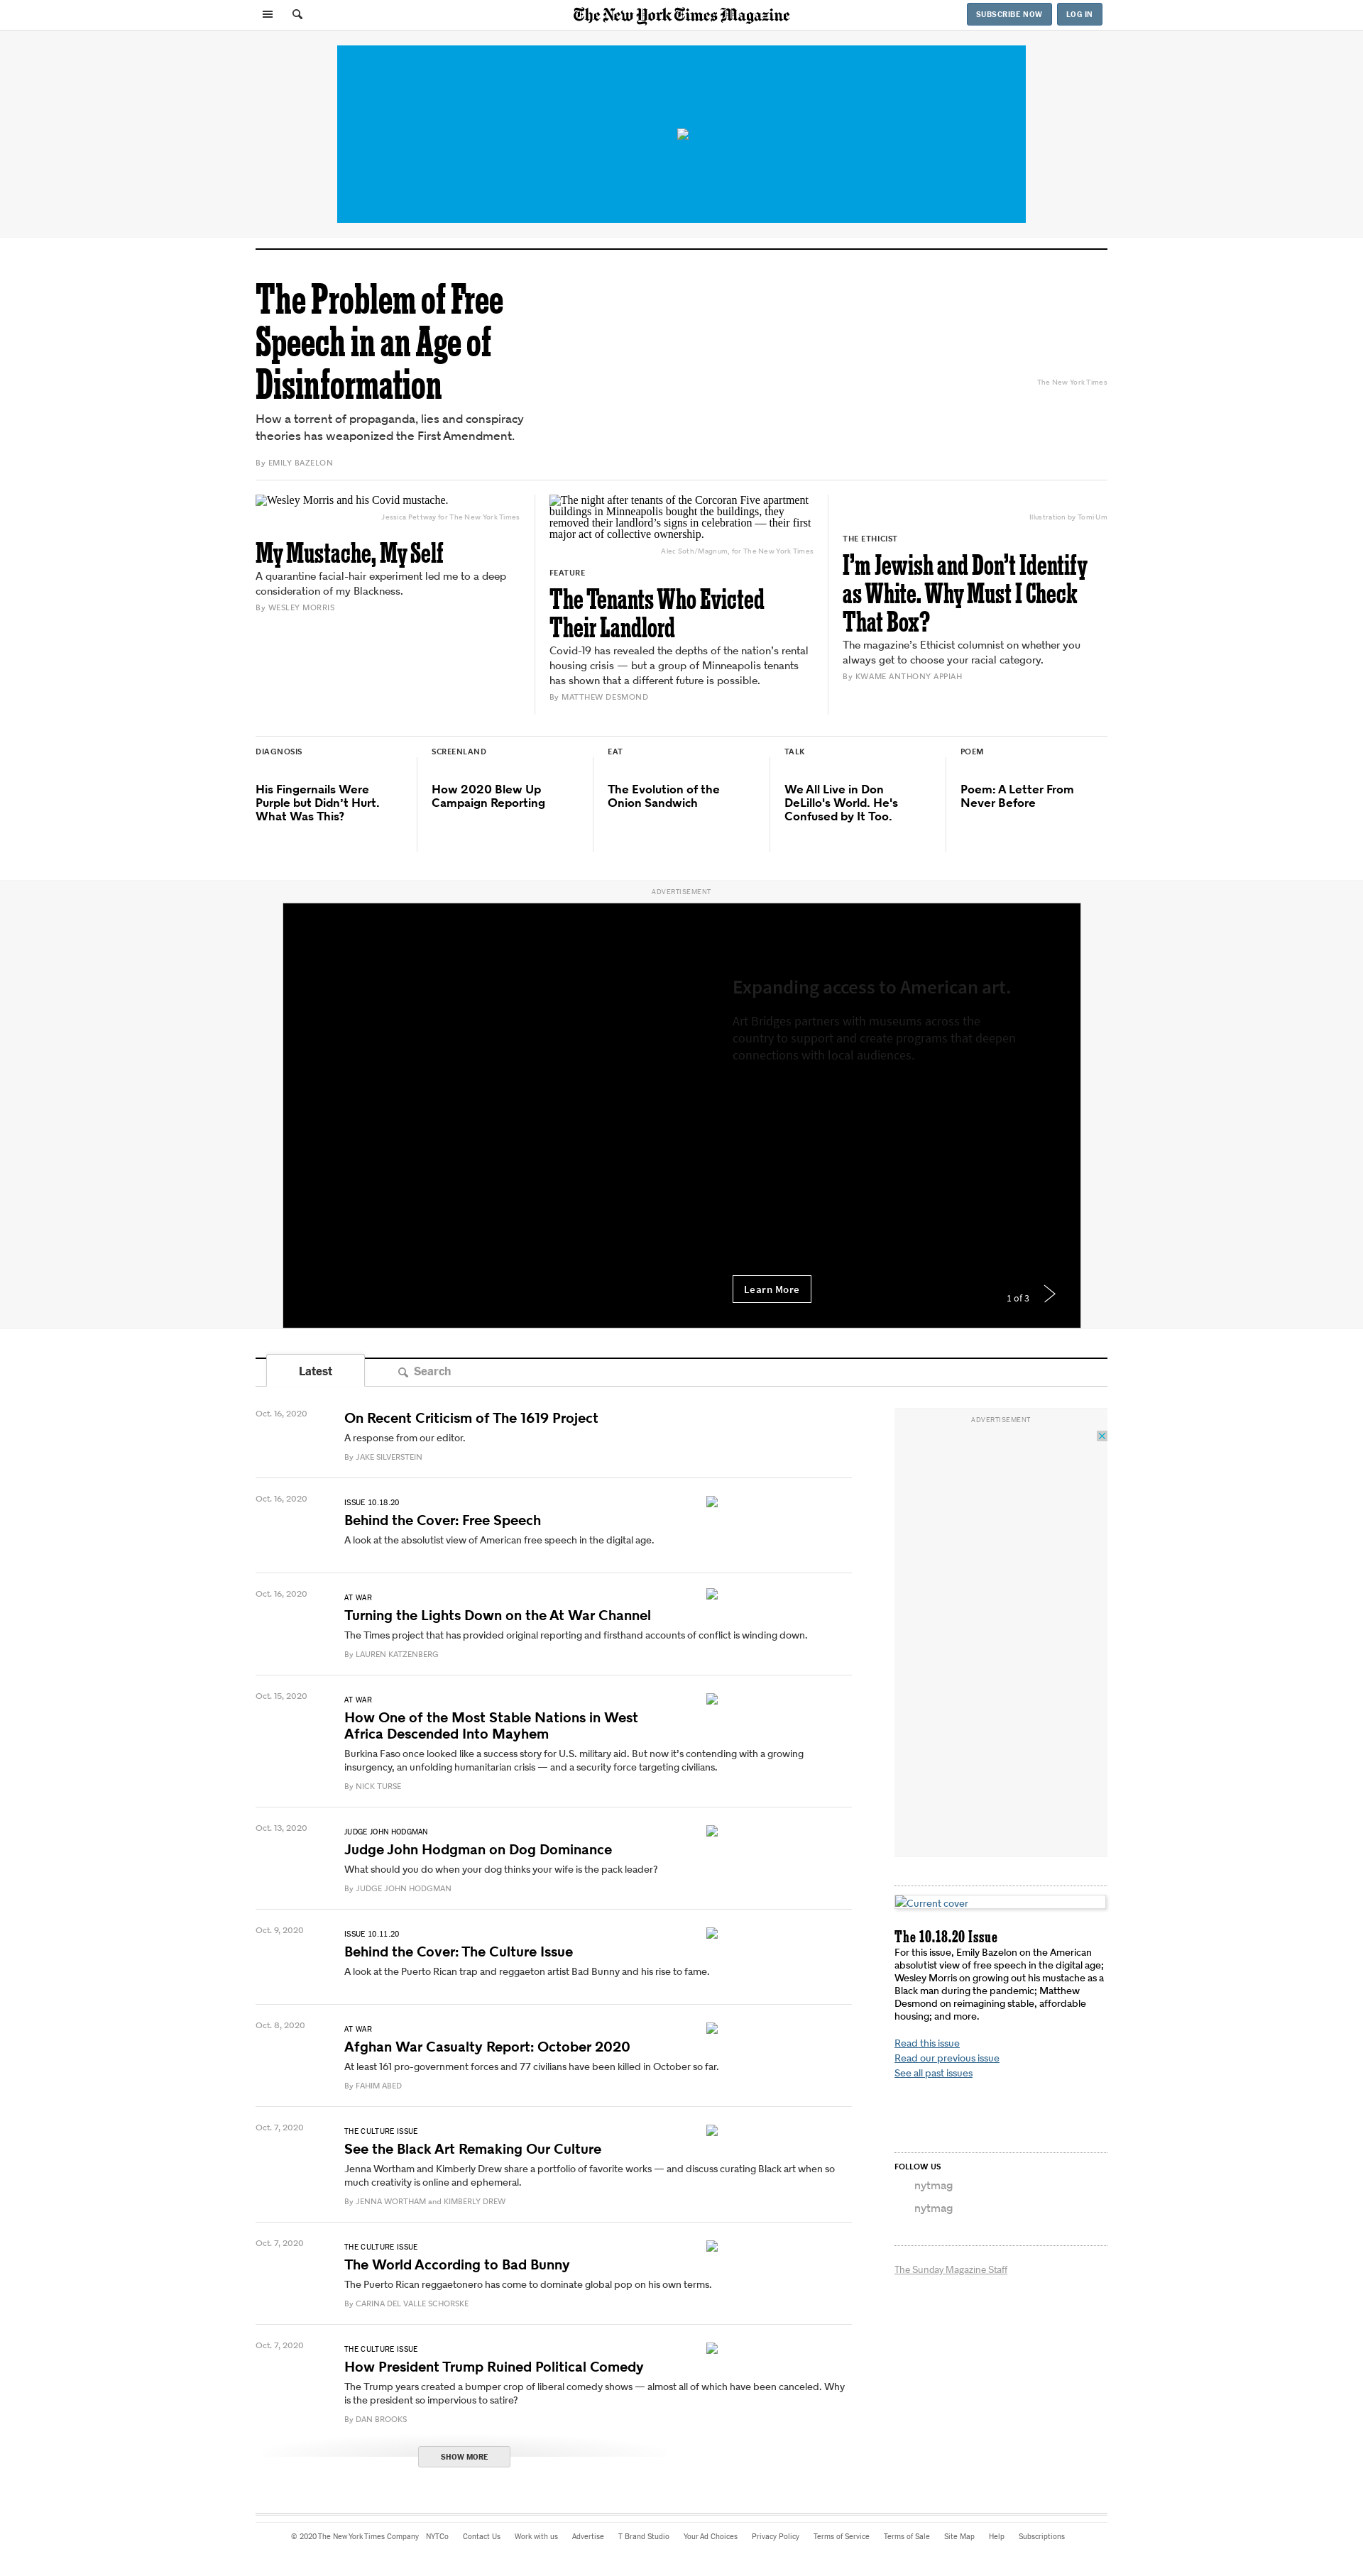 The New York Times Magazine
SUBSCRIBE NOW
LOG IN
The Problem of Free
Speech in an Age of
Disinformation
How a torrent of propaganda, lies and conspiracy
theories has weaponized the First Amendment.
By EMILY BAZELON
The New York Times
Wesley Morris and his Covid mustache.
Jessica Pettway for The New York Times
My Mustache, My Self
A quarantine facial-hair experiment led me to a deep
consideration of my Blackness.
By WESLEY MORRIS
The night after tenants of the Corcoran Five apartment
buildings in Minneapolis bought the buildings, they
removed their landlord's signs in celebration — their first
major act of collective ownership.
Alec Soth/Magnum, for The New York Times
FEATURE
The Tenants Who Evicted
Their Landlord
Covid-19 has revealed the depths of the nation's rental
housing crisis — but a group of Minneapolis tenants
has shown that a different future is possible.
By MATTHEW DESMOND
Illustration by Tomi Um
THE ETHICIST
I'm Jewish and Don't Identify
as White. Why Must I Check
That Box?
The magazine's Ethicist columnist on whether you
always get to choose your racial category.
By KWAME ANTHONY APPIAH
DIAGNOSIS
His Fingernails Were
Purple but Didn't Hurt.
What Was This?
SCREENLAND
How 2020 Blew Up
Campaign Reporting
EAT
The Evolution of the
Onion Sandwich
TALK
We All Live in Don
DeLillo's World. He's
Confused by It Too.
POEM
Poem: A Letter From
Never Before
ADVERTISEMENT
Expanding access to American art.
Art Bridges partners with museums across the
country to support and create programs that deepen
connections with local audiences.
Learn More
1 of 3
Latest
Search
Oct. 16, 2020
On Recent Criticism of The 1619 Project
A response from our editor.
By JAKE SILVERSTEIN
Oct. 16, 2020
ISSUE 10.18.20
Behind the Cover: Free Speech
A look at the absolutist view of American free speech in the digital age.
Oct. 16, 2020
AT WAR
Turning the Lights Down on the At War Channel
The Times project that has provided original reporting and firsthand accounts of conflict is winding down.
By LAUREN KATZENBERG
Oct. 15, 2020
AT WAR
How One of the Most Stable Nations in West
Africa Descended Into Mayhem
Burkina Faso once looked like a success story for U.S. military aid. But now it's contending with a growing
insurgency, an unfolding humanitarian crisis — and a security force targeting civilians.
By NICK TURSE
Oct. 13, 2020
JUDGE JOHN HODGMAN
Judge John Hodgman on Dog Dominance
What should you do when your dog thinks your wife is the pack leader?
By JUDGE JOHN HODGMAN
Oct. 9, 2020
ISSUE 10.11.20
Behind the Cover: The Culture Issue
A look at the Puerto Rican trap and reggaeton artist Bad Bunny and his rise to fame.
Oct. 8, 2020
AT WAR
Afghan War Casualty Report: October 2020
At least 161 pro-government forces and 77 civilians have been killed in October so far.
By FAHIM ABED
Oct. 7, 2020
THE CULTURE ISSUE
See the Black Art Remaking Our Culture
Jenna Wortham and Kimberly Drew share a portfolio of favorite works — and discuss curating Black art when so
much creativity is online and ephemeral.
By JENNA WORTHAM and KIMBERLY DREW
Oct. 7, 2020
THE CULTURE ISSUE
The World According to Bad Bunny
The Puerto Rican reggaetonero has come to dominate global pop on his own terms.
By CARINA DEL VALLE SCHORSKE
Oct. 7, 2020
THE CULTURE ISSUE
How President Trump Ruined Political Comedy
The Trump years created a bumper crop of liberal comedy shows — almost all of which have been canceled. Why
is the president so impervious to satire?
By DAN BROOKS
SHOW MORE
ADVERTISEMENT
Current cover
The 10.18.20 Issue
For this issue, Emily Bazelon on the American
absolutist view of free speech in the digital age;
Wesley Morris on growing out his mustache as a
Black man during the pandemic; Matthew
Desmond on reimagining stable, affordable
housing; and more.
Read this issue
Read our previous issue
See all past issues
FOLLOW US
nytmag
nytmag
The Sunday Magazine Staff
© 2020 The New York Times Company NYTCo Contact Us Work with us Advertise T Brand Studio Your Ad Choices Privacy Policy Terms of Service Terms of Sale Site Map Help Subscriptions